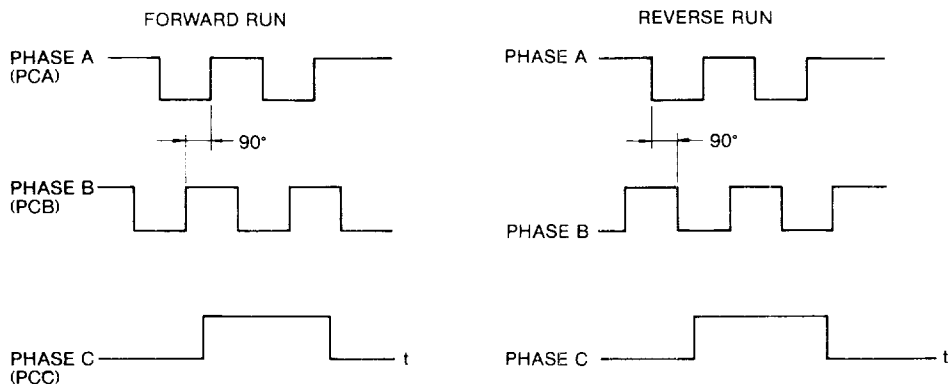 FORWARD RUN
REVERSE RUN
PHASE A
(PCA)
PHASE A
90°
90°
PHASE B
(PCB)
PHASE B
PHASE C
(PCC)
t
PHASE C
t